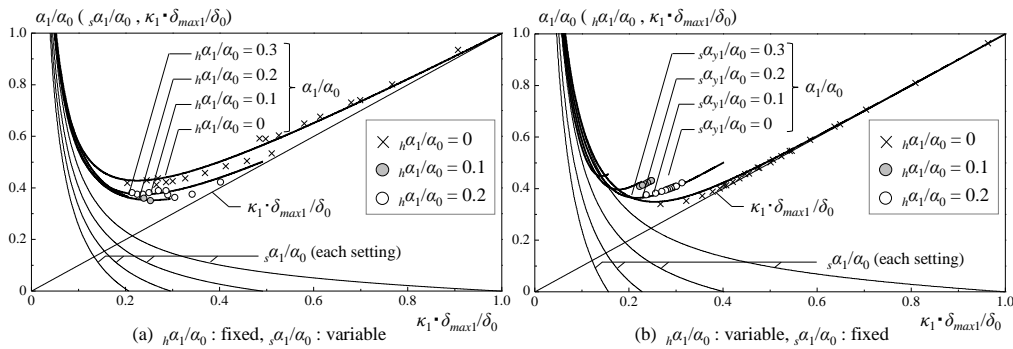 α₁/α₀ ( ₛα₁/α₀ , κ₁・δₘₐₓ₁/δ₀)
1.0
0.8
0.6
0.4
0.2
0
0.2
0.4
0.6
0.8
1.0
ₕα₁/α₀ = 0.3
ₕα₁/α₀ = 0.2
ₕα₁/α₀ = 0.1
ₕα₁/α₀ = 0
α₁/α₀
ₕα₁/α₀ = 0
ₕα₁/α₀ = 0.1
ₕα₁/α₀ = 0.2
κ₁・δₘₐₓ₁/δ₀
ₛα₁/α₀ (each setting)
κ₁・δₘₐₓ₁/δ₀
(a) ₕα₁/α₀ : fixed, ₛα₁/α₀ : variable
α₁/α₀ ( ₕα₁/α₀ , κ₁・δₘₐₓ₁/δ₀)
1.0
0.8
0.6
0.4
0.2
0
0.2
0.4
0.6
0.8
1.0
ₛαy₁ = 0.3
ₛαy₁ = 0.2
ₛαy₁ = 0.1
ₛαy₁ = 0
α₁/α₀
ₕα₁/α₀ = 0
ₕα₁/α₀ = 0.1
ₕα₁/α₀ = 0.2
κ₁・δₘₐₓ₁/δ₀
ₛα₁/α₀ (each setting)
κ₁・δₘₐₓ₁/δ₀
(b) ₕα₁/α₀ : variable, ₛα₁/α₀ : fixed